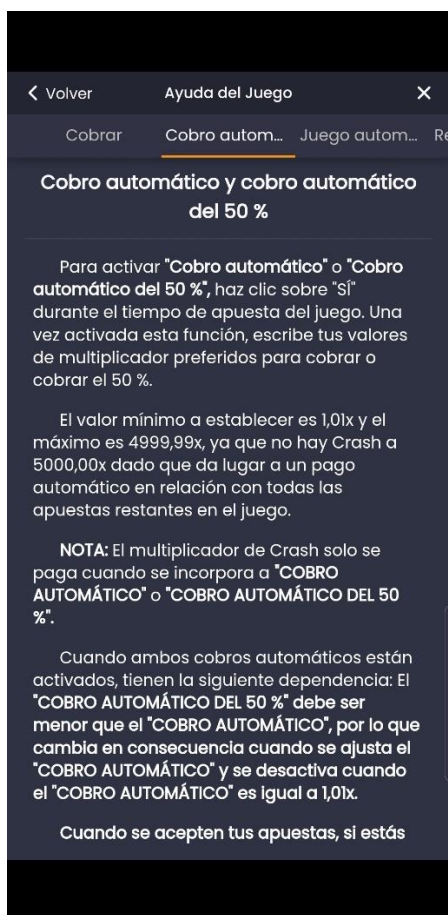 Volver Ayuda del Juego
Cobrar Cobro autom... Juego autom... Re
Cobro automático y cobro automático
del 50 %
Para activar "Cobro automático" o "Cobro
automático del 50 %", haz clic sobre "SÍ"
durante el tiempo de apuesta del juego. Una
vez activada esta función, escribe tus valores
de multiplicador preferidos para cobrar o
cobrar el 50 %.
El valor mínimo a establecer es 1,01x y el
máximo es 4999,99x, ya que no hay Crash a
5000,00x dado que da lugar a un pago
automático en relación con todas las
apuestas restantes en el juego.
NOTA: El multiplicador de Crash solo se
paga cuando se incorpora a "COBRO
AUTOMÁTICO" o "COBRO AUTOMÁTICO DEL 50
%".
Cuando ambos cobros automáticos están
activados, tienen la siguiente dependencia: El
"COBRO AUTOMÁTICO DEL 50 %" debe ser
menor que el "COBRO AUTOMÁTICO", por lo que
cambia en consecuencia cuando se ajusta el
"COBRO AUTOMÁTICO" y se desactiva cuando
el "COBRO AUTOMÁTICO" es igual a 1,01x.
Cuando se acepten tus apuestas, si estás